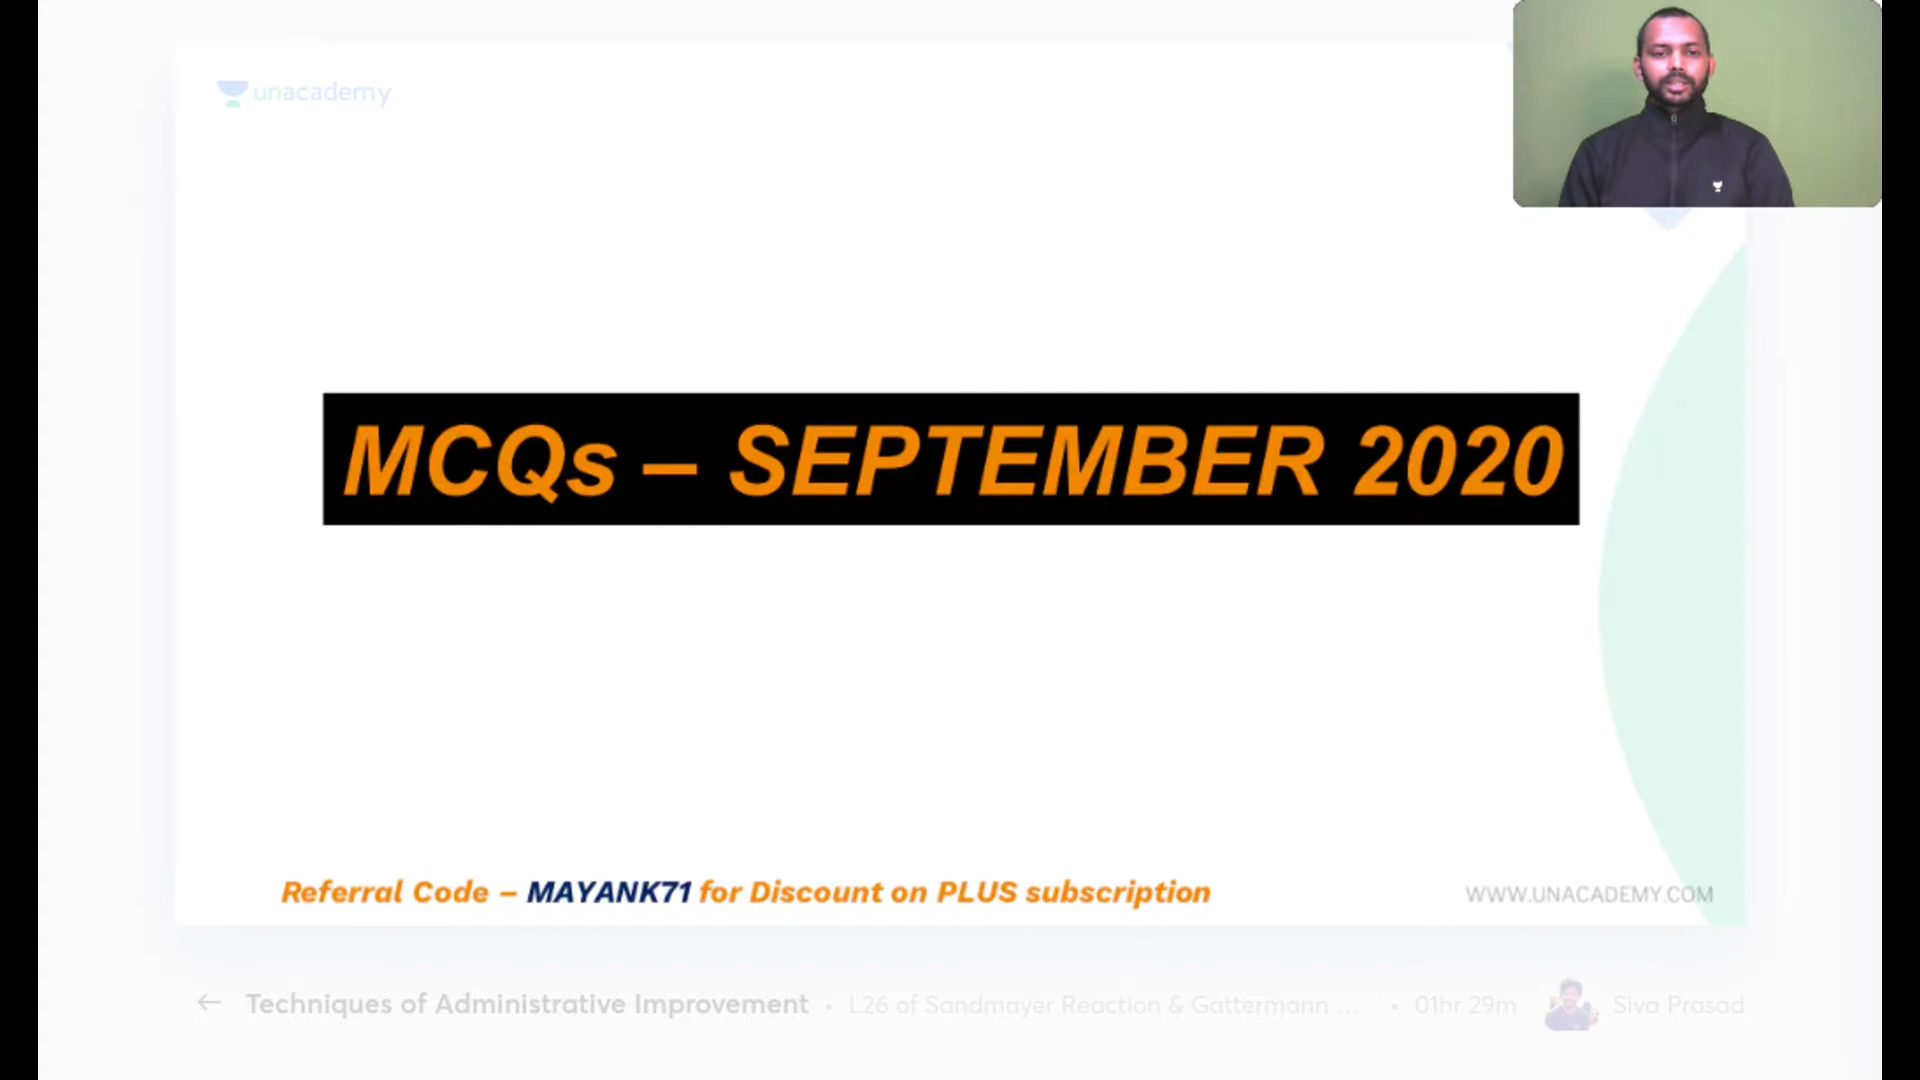 unacademy
MCQs – SEPTEMBER 2020
Referral Code – MAYANK71 for Discount on PLUS subscription
WWW.UNACADEMY.COM
← Techniques of Administrative Improvement • L26 of Sandmayer Reaction & Gattermann ... • 01hr 29m Siva Prasad